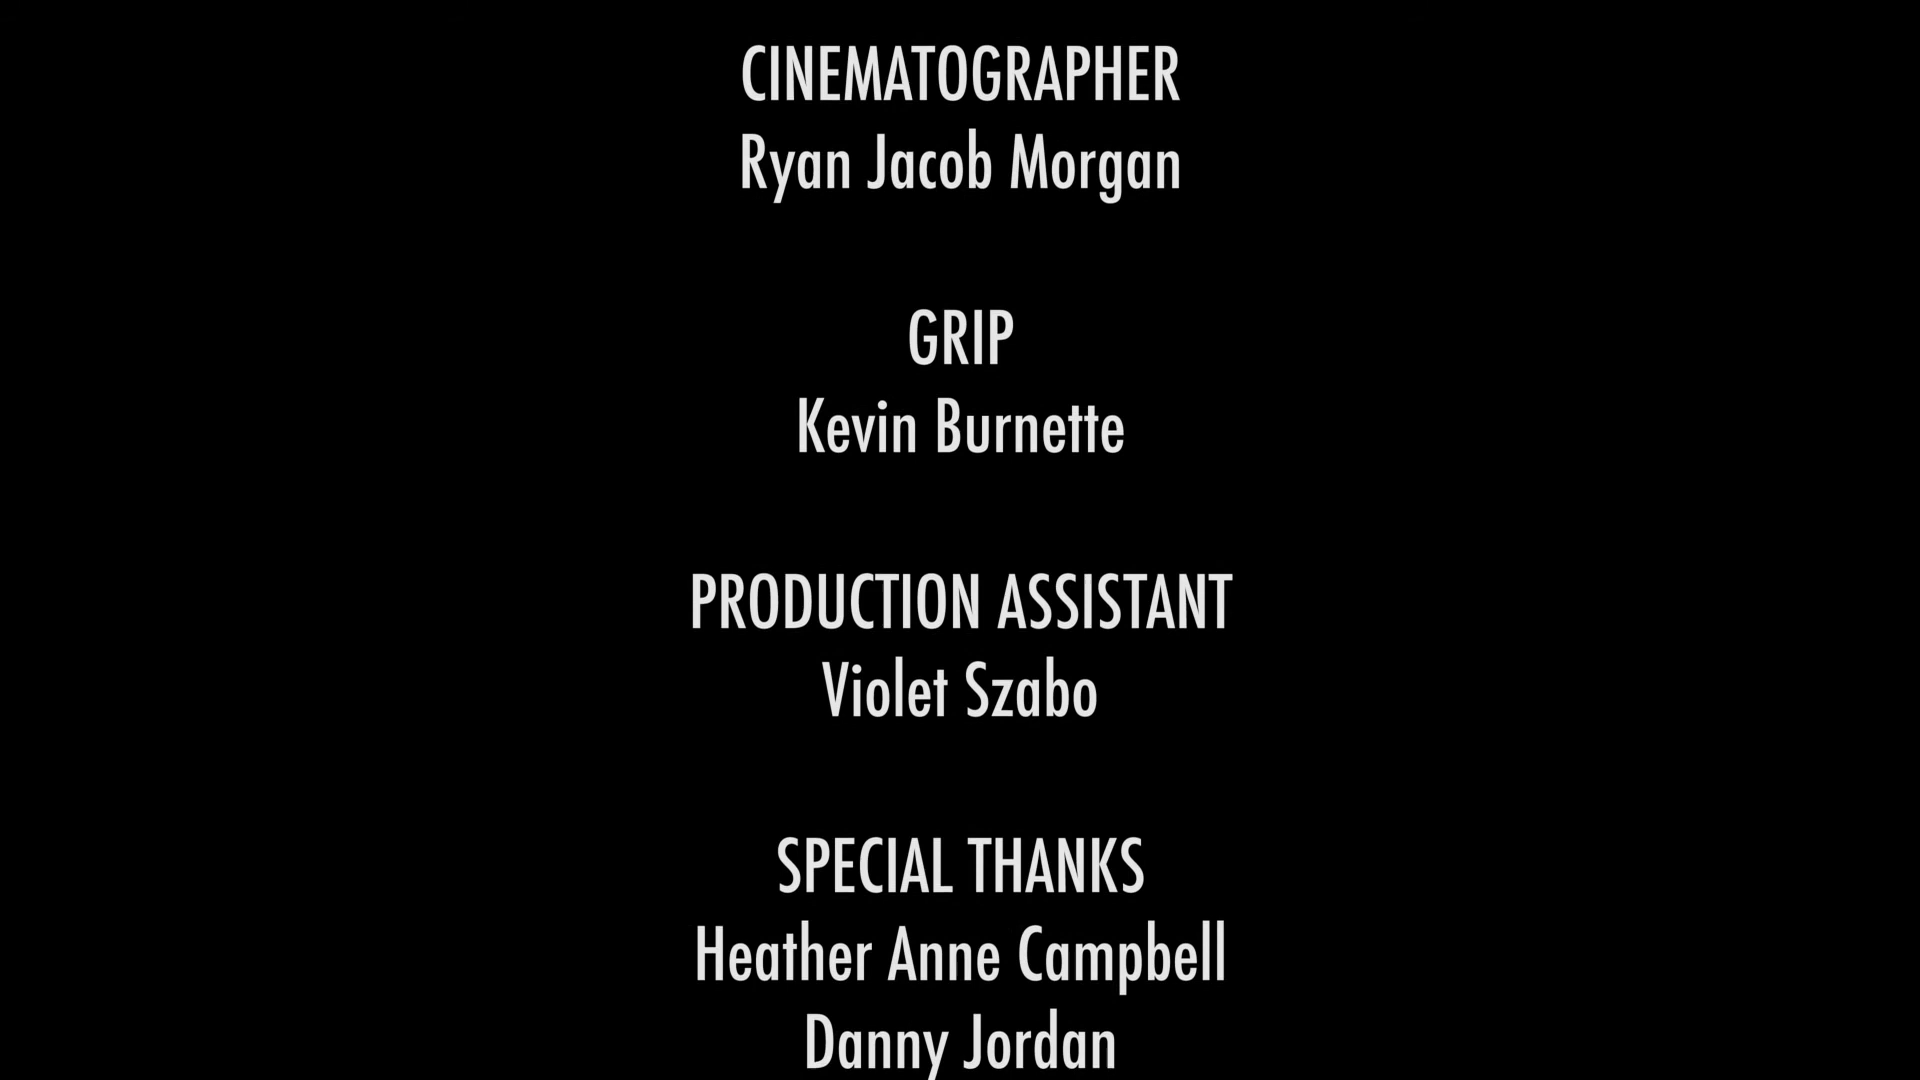 CINEMATOGRAPHER
Ryan Jacob Morgan
GRIP
Kevin Burnette
PRODUCTION ASSISTANT
Violet Szabo
SPECIAL THANKS
Heather Anne Campbell
Danny Jordan